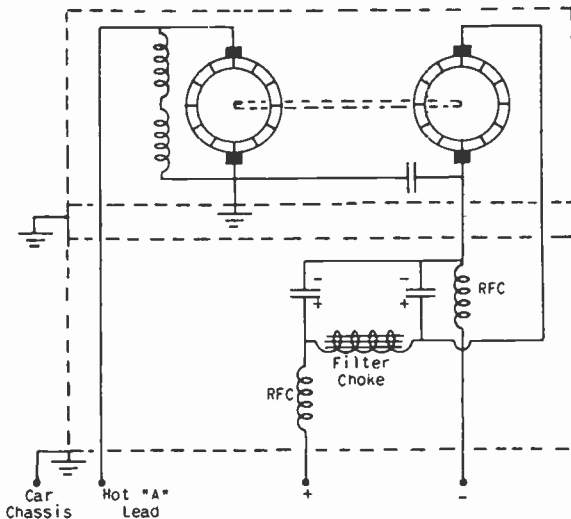 - -
+ +
RFC
Filter
Choke
RFC
Car
Chassis
Hot "A"
Lead
+
-